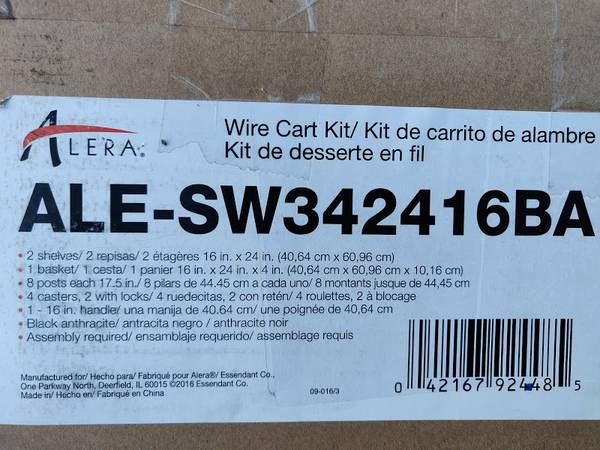 ALERA®
Wire Cart Kit/ Kit de carrito de alambre
Kit de desserte en fil
ALE-SW342416BA
• 2 shelves/ 2 repisas/ 2 étagères 16 in. x 24 in. (40,64 cm x 60,96 cm)
• 1 basket/ 1 cesta/ 1 panier 16 in. x 24 in. x 4 in. (40,64 cm x 60,96 cm x 10,16 cm)
• 8 posts each 17.5 in./ 8 pilars de 44.45 cm a cada uno/ 8 montants jusque de 44,45 cm
• 4 casters, 2 with locks/ 4 ruedecitas, 2 con retén/ 4 roulettes, 2 à blocage
• 1 - 16 in. handle/ una manija de 40.64 cm/ une poignée de 40,64 cm
• Black anthracite/ antracita negro / anthracite noir
• Assembly required/ ensamblaje requerido/ assemblage requis
Manufactured for/ Hecho para/ Fabriqué pour Alera®/ Essendant Co.,
One Parkway North, Deerfield, IL 60015 ©2016 Essendant Co.
Made in/ Hecho en/ Fabriqué en China
09-016/3
0 42167 92448 5